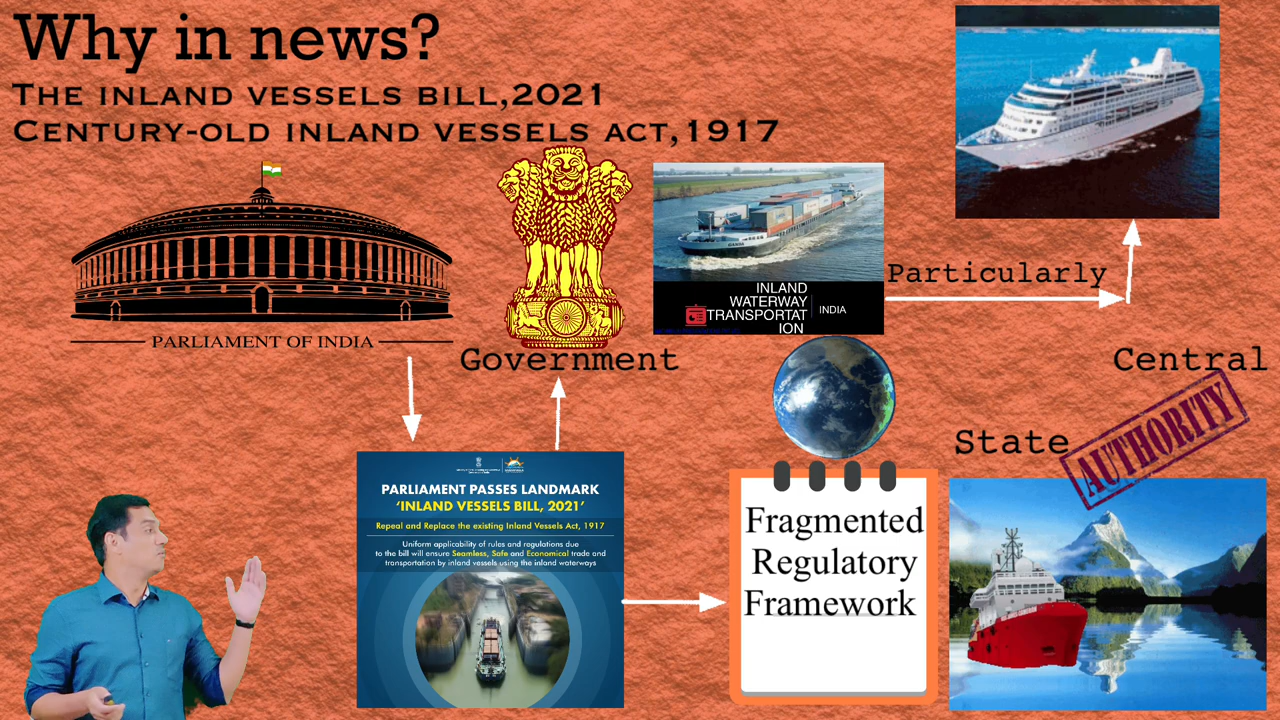 Why in news?
THE INLAND VESSELS BILL,2021
CENTURY-OLD INLAND VESSELS ACT,1917
PARLIAMENT OF INDIA
Government
INLAND
WATERWAY
TRANSPORTAT
ION
INDIA
Particularly
Central
State
AUTHORITY
PARLIAMENT PASSES LANDMARK
'INLAND VESSELS BILL, 2021'
Repeal and Replace the existing Inland Vessels Act, 1917
Uniform applicability of rules and regulations due
to the bill will ensure Seamless, Safe and Economical trade and
transportation by inland vessels using the inland waterways
Fragmented
Regulatory
Framework